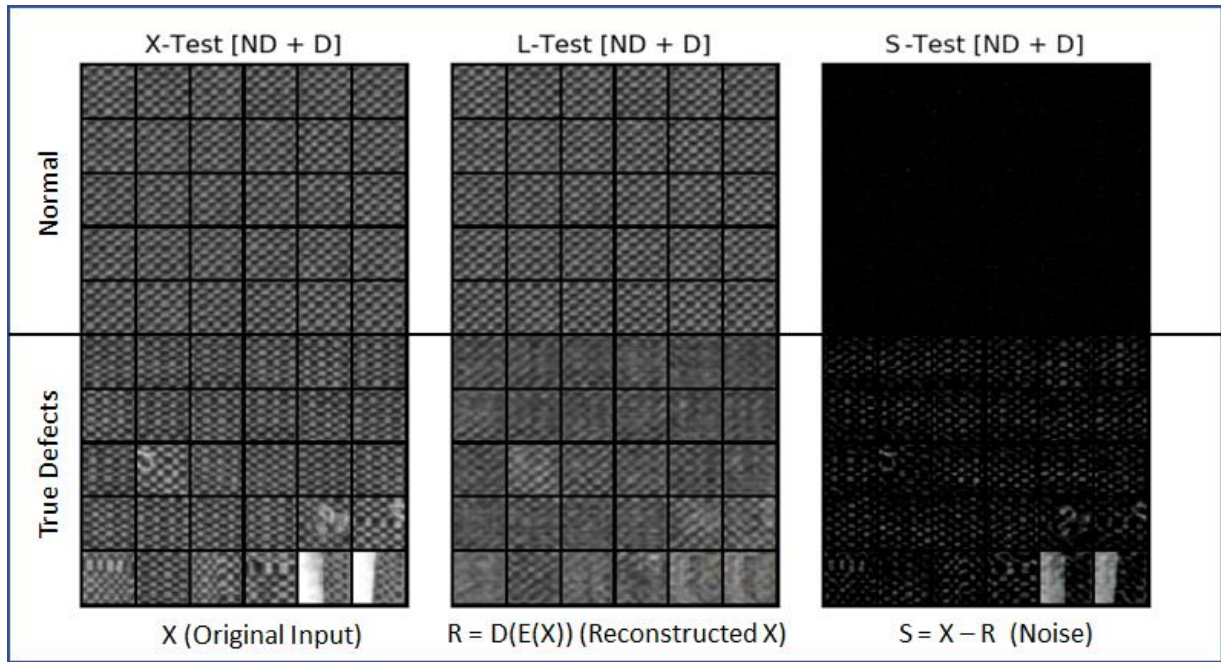 X-Test [ND + D]
L-Test [ND + D]
S-Test [ND + D]
Normal
True Defects
X (Original Input)
R = D(E(X)) (Reconstructed X)
S = X – R (Noise)